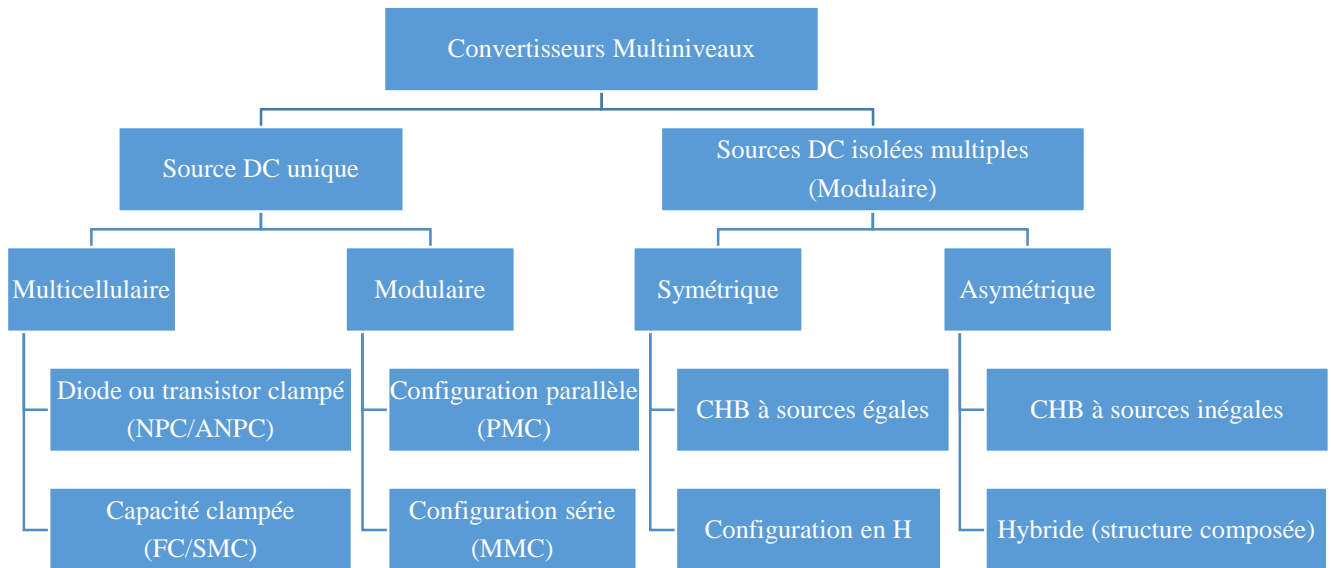 Convertisseurs Multiniveaux
Source DC unique
Sources DC isolées multiples
(Modulaire)
Multicellulaire
Modulaire
Symétrique
Asymétrique
Diode ou transistor clampé
(NPC/ANPC)
Configuration parallèle
(PMC)
CHB à sources égales
CHB à sources inégales
Capacité clampée
(FC/SMC)
Configuration série
(MMC)
Configuration en H
Hybride (structure composée)